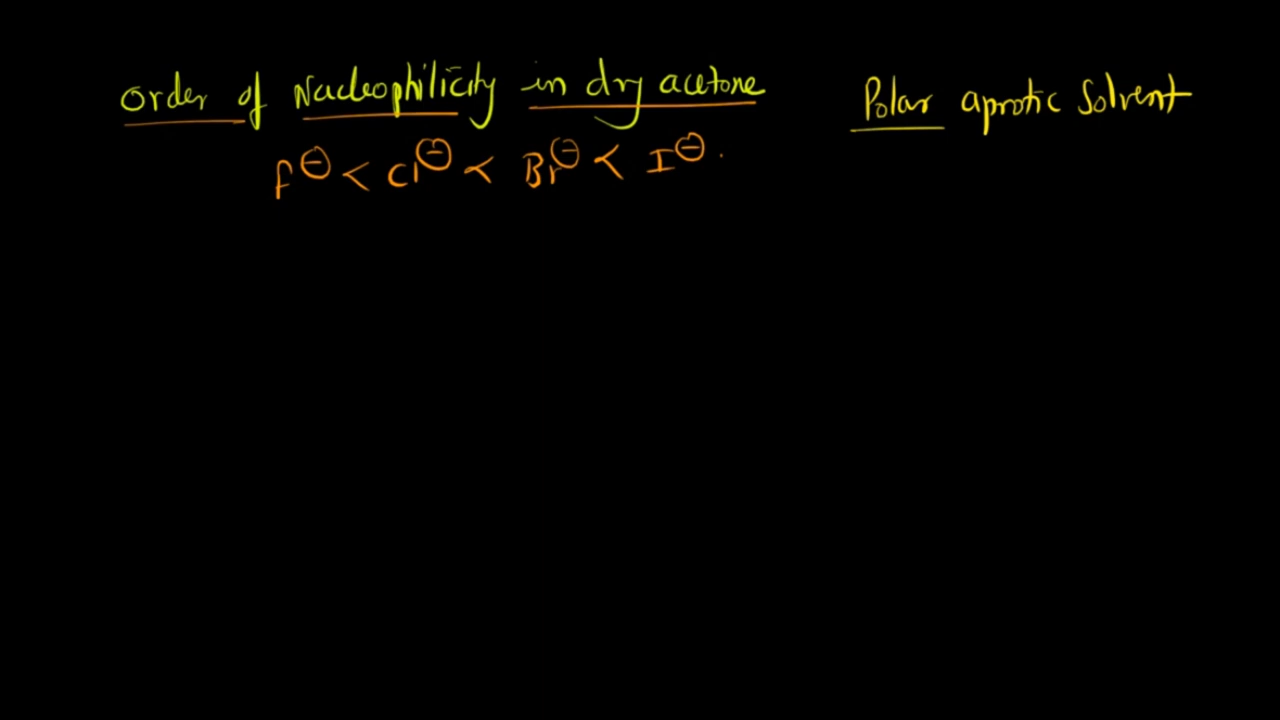 Order of Nucleophilicity in dry acetone
Polar aprotic Solvent
F⊖ < Cl⊖ < Br⊖ < I⊖.